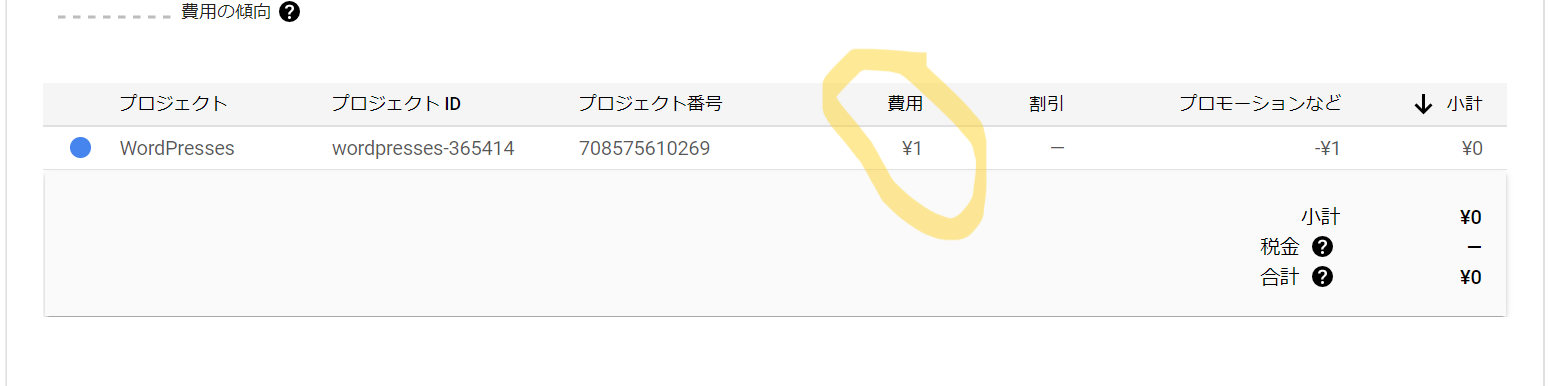 費用の傾向
プロジェクト プロジェクト ID プロジェクト番号 費用 割引 プロモーションなど ↓ 小計
WordPresses wordpresses-365414 708575610269 ¥1 — -¥1 ¥0
小計 ¥0
税金 —
合計 ¥0